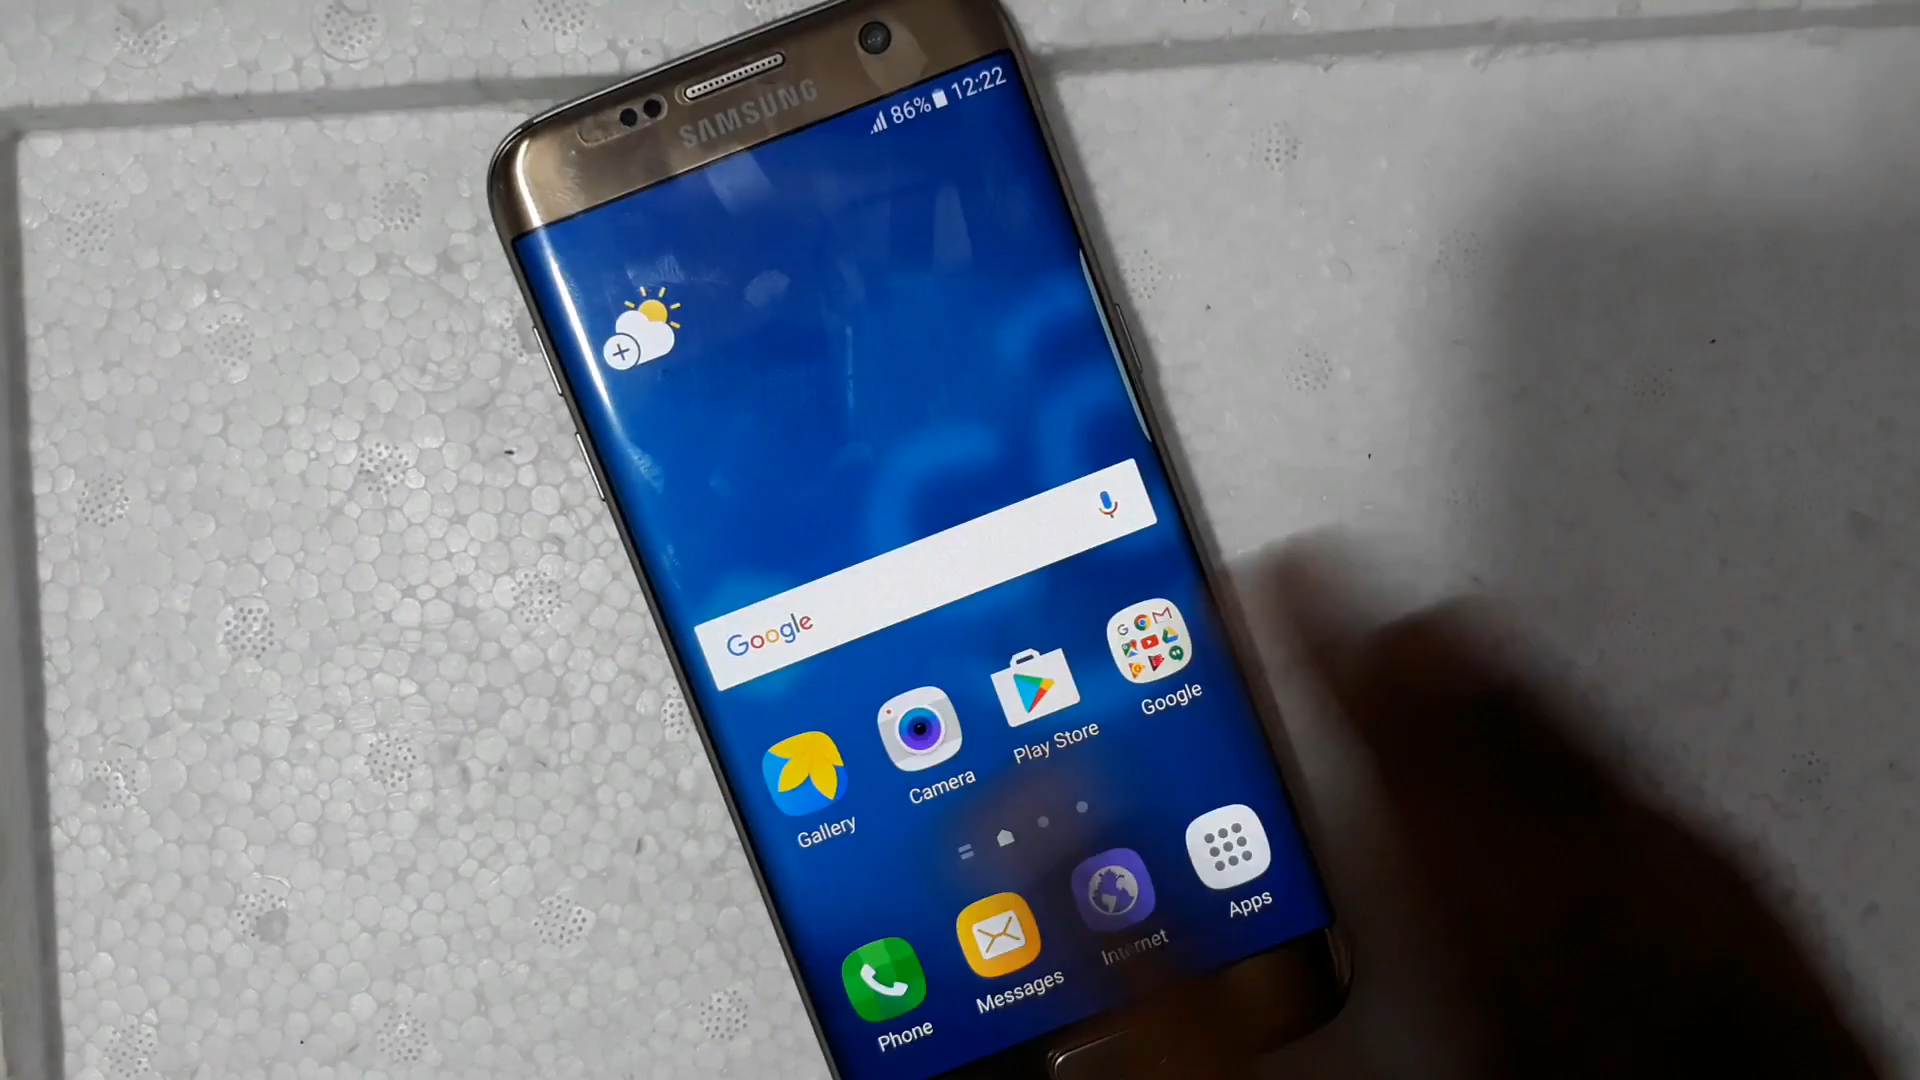 SAMSUNG
86% 12:22
Google
Gallery
Camera
Play Store
Google
Phone
Messages
Internet
Apps